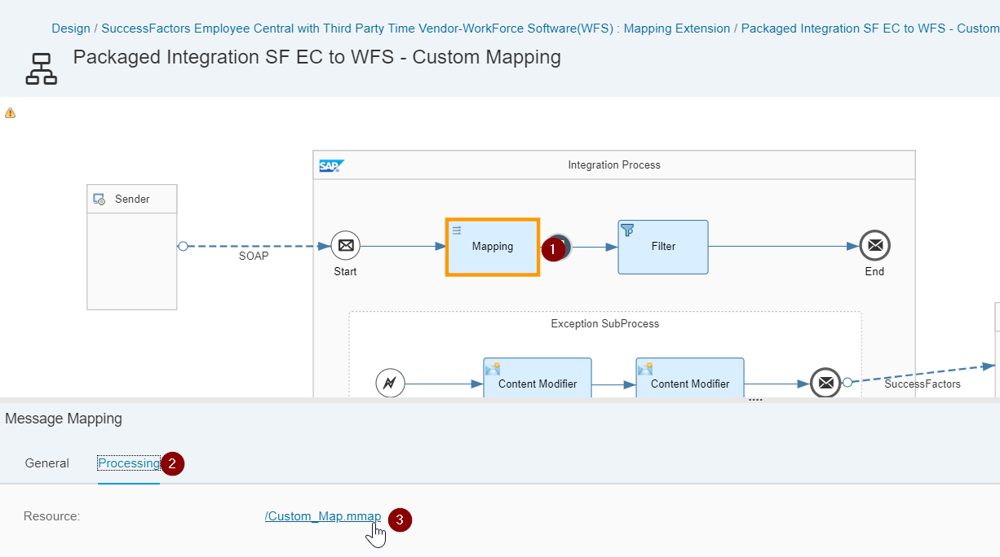 Design / SuccessFactors Employee Central with Third Party Time Vendor-WorkForce Software(WFS) : Mapping Extension / Packaged Integration SF EC to WFS - Custom
Packaged Integration SF EC to WFS - Custom Mapping
SAP
Integration Process
Sender
SOAP
Start
Mapping
1
Filter
End
Exception SubProcess
Content Modifier
Content Modifier
SuccessFactors
Message Mapping
General
Processing
2
Resource:
/Custom_Map.mmap
3